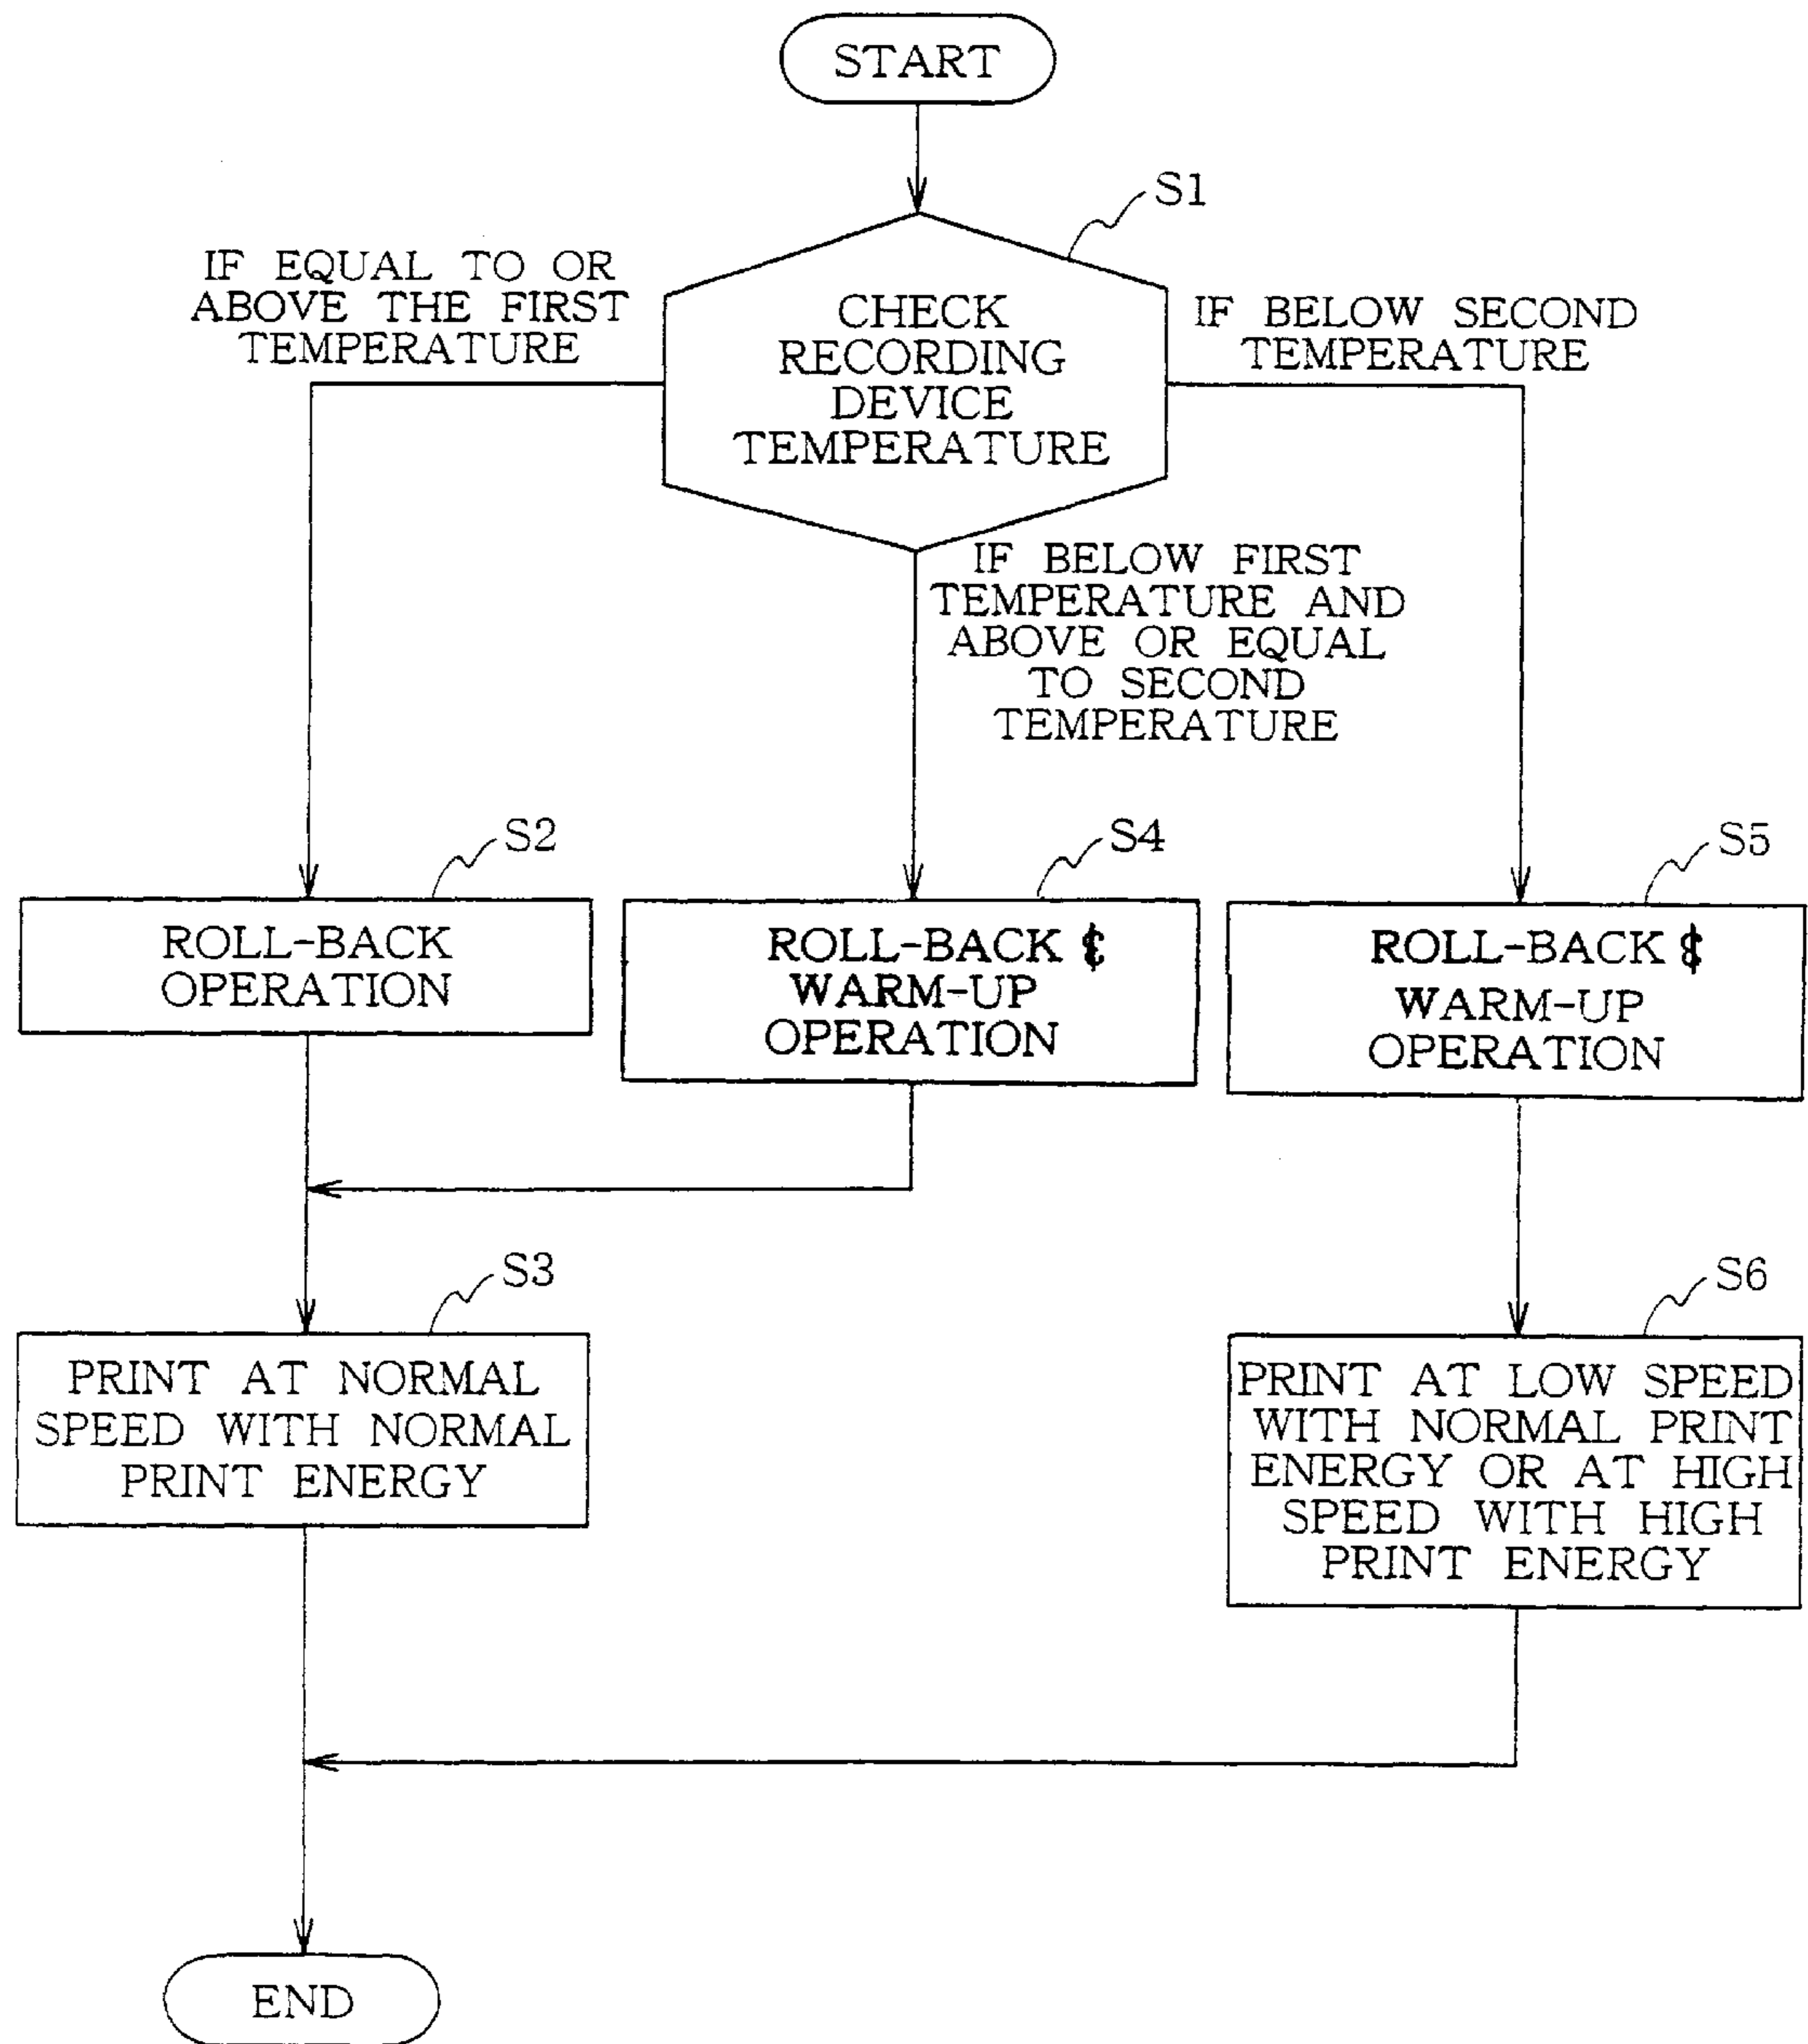 START
S1
IF EQUAL TO OR
ABOVE THE FIRST
TEMPERATURE
CHECK
RECORDING
DEVICE
TEMPERATURE
IF BELOW SECOND
TEMPERATURE
IF BELOW FIRST
TEMPERATURE AND
ABOVE OR EQUAL
TO SECOND
TEMPERATURE
S2
ROLL-BACK
OPERATION
S4
ROLL-BACK &
WARM-UP
OPERATION
S5
ROLL-BACK &
WARM-UP
OPERATION
S3
PRINT AT NORMAL
SPEED WITH NORMAL
PRINT ENERGY
S6
PRINT AT LOW SPEED
WITH NORMAL PRINT
ENERGY OR AT HIGH
SPEED WITH HIGH
PRINT ENERGY
END